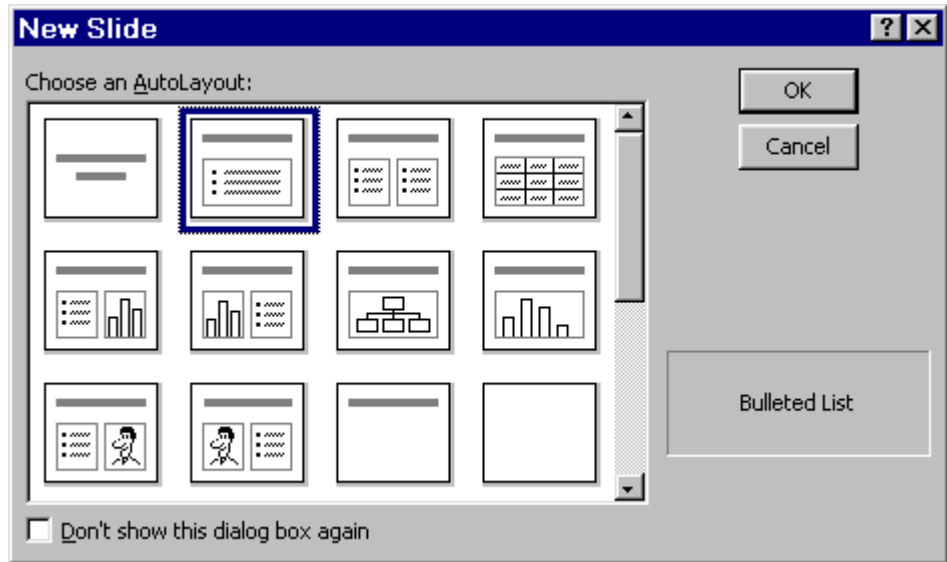 New Slide
Choose an AutoLayout:
OK
Cancel
Bulleted List
Don't show this dialog box again